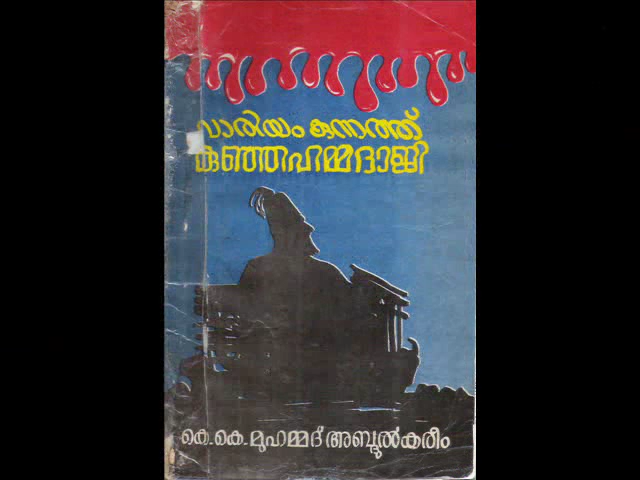 വാരിയം കുന്നത്ത്
കുഞ്ഞഹമ്മദാജി
കെ.കെ.മുഹമ്മദ് അബ്ദുൽകരീം